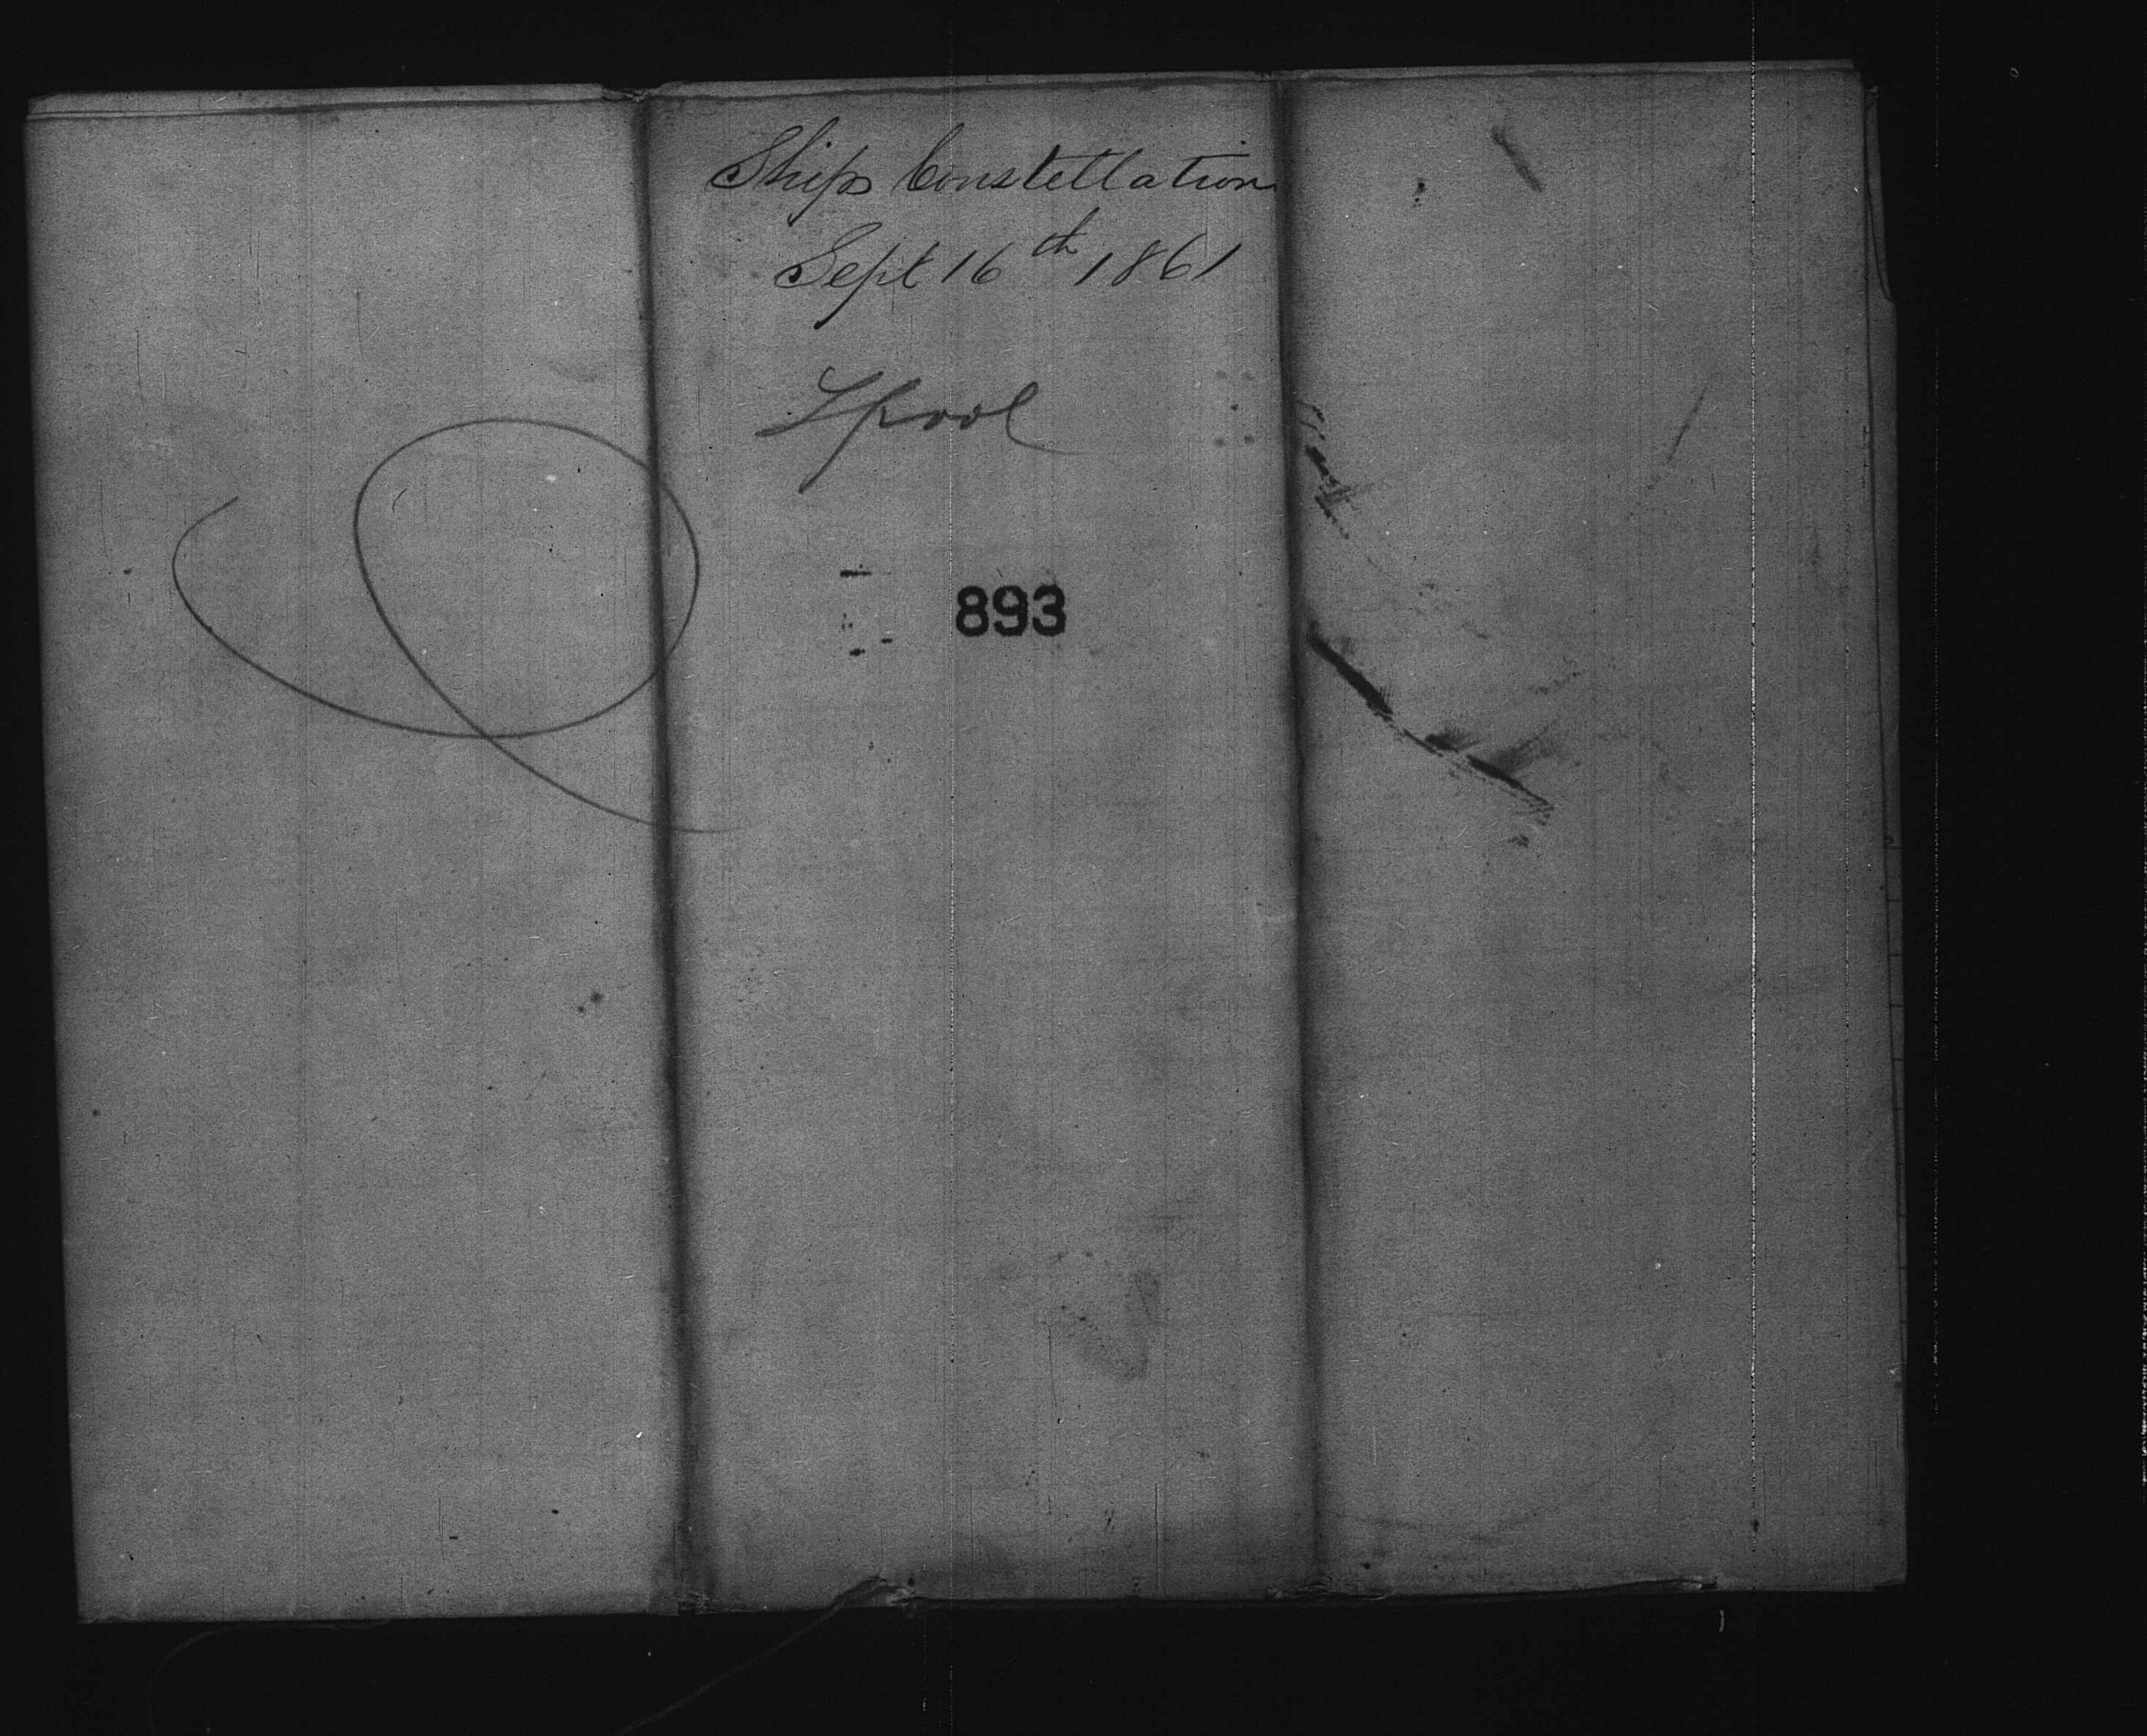 Ship Constellation
Sept 16th 1861
Lpool
893